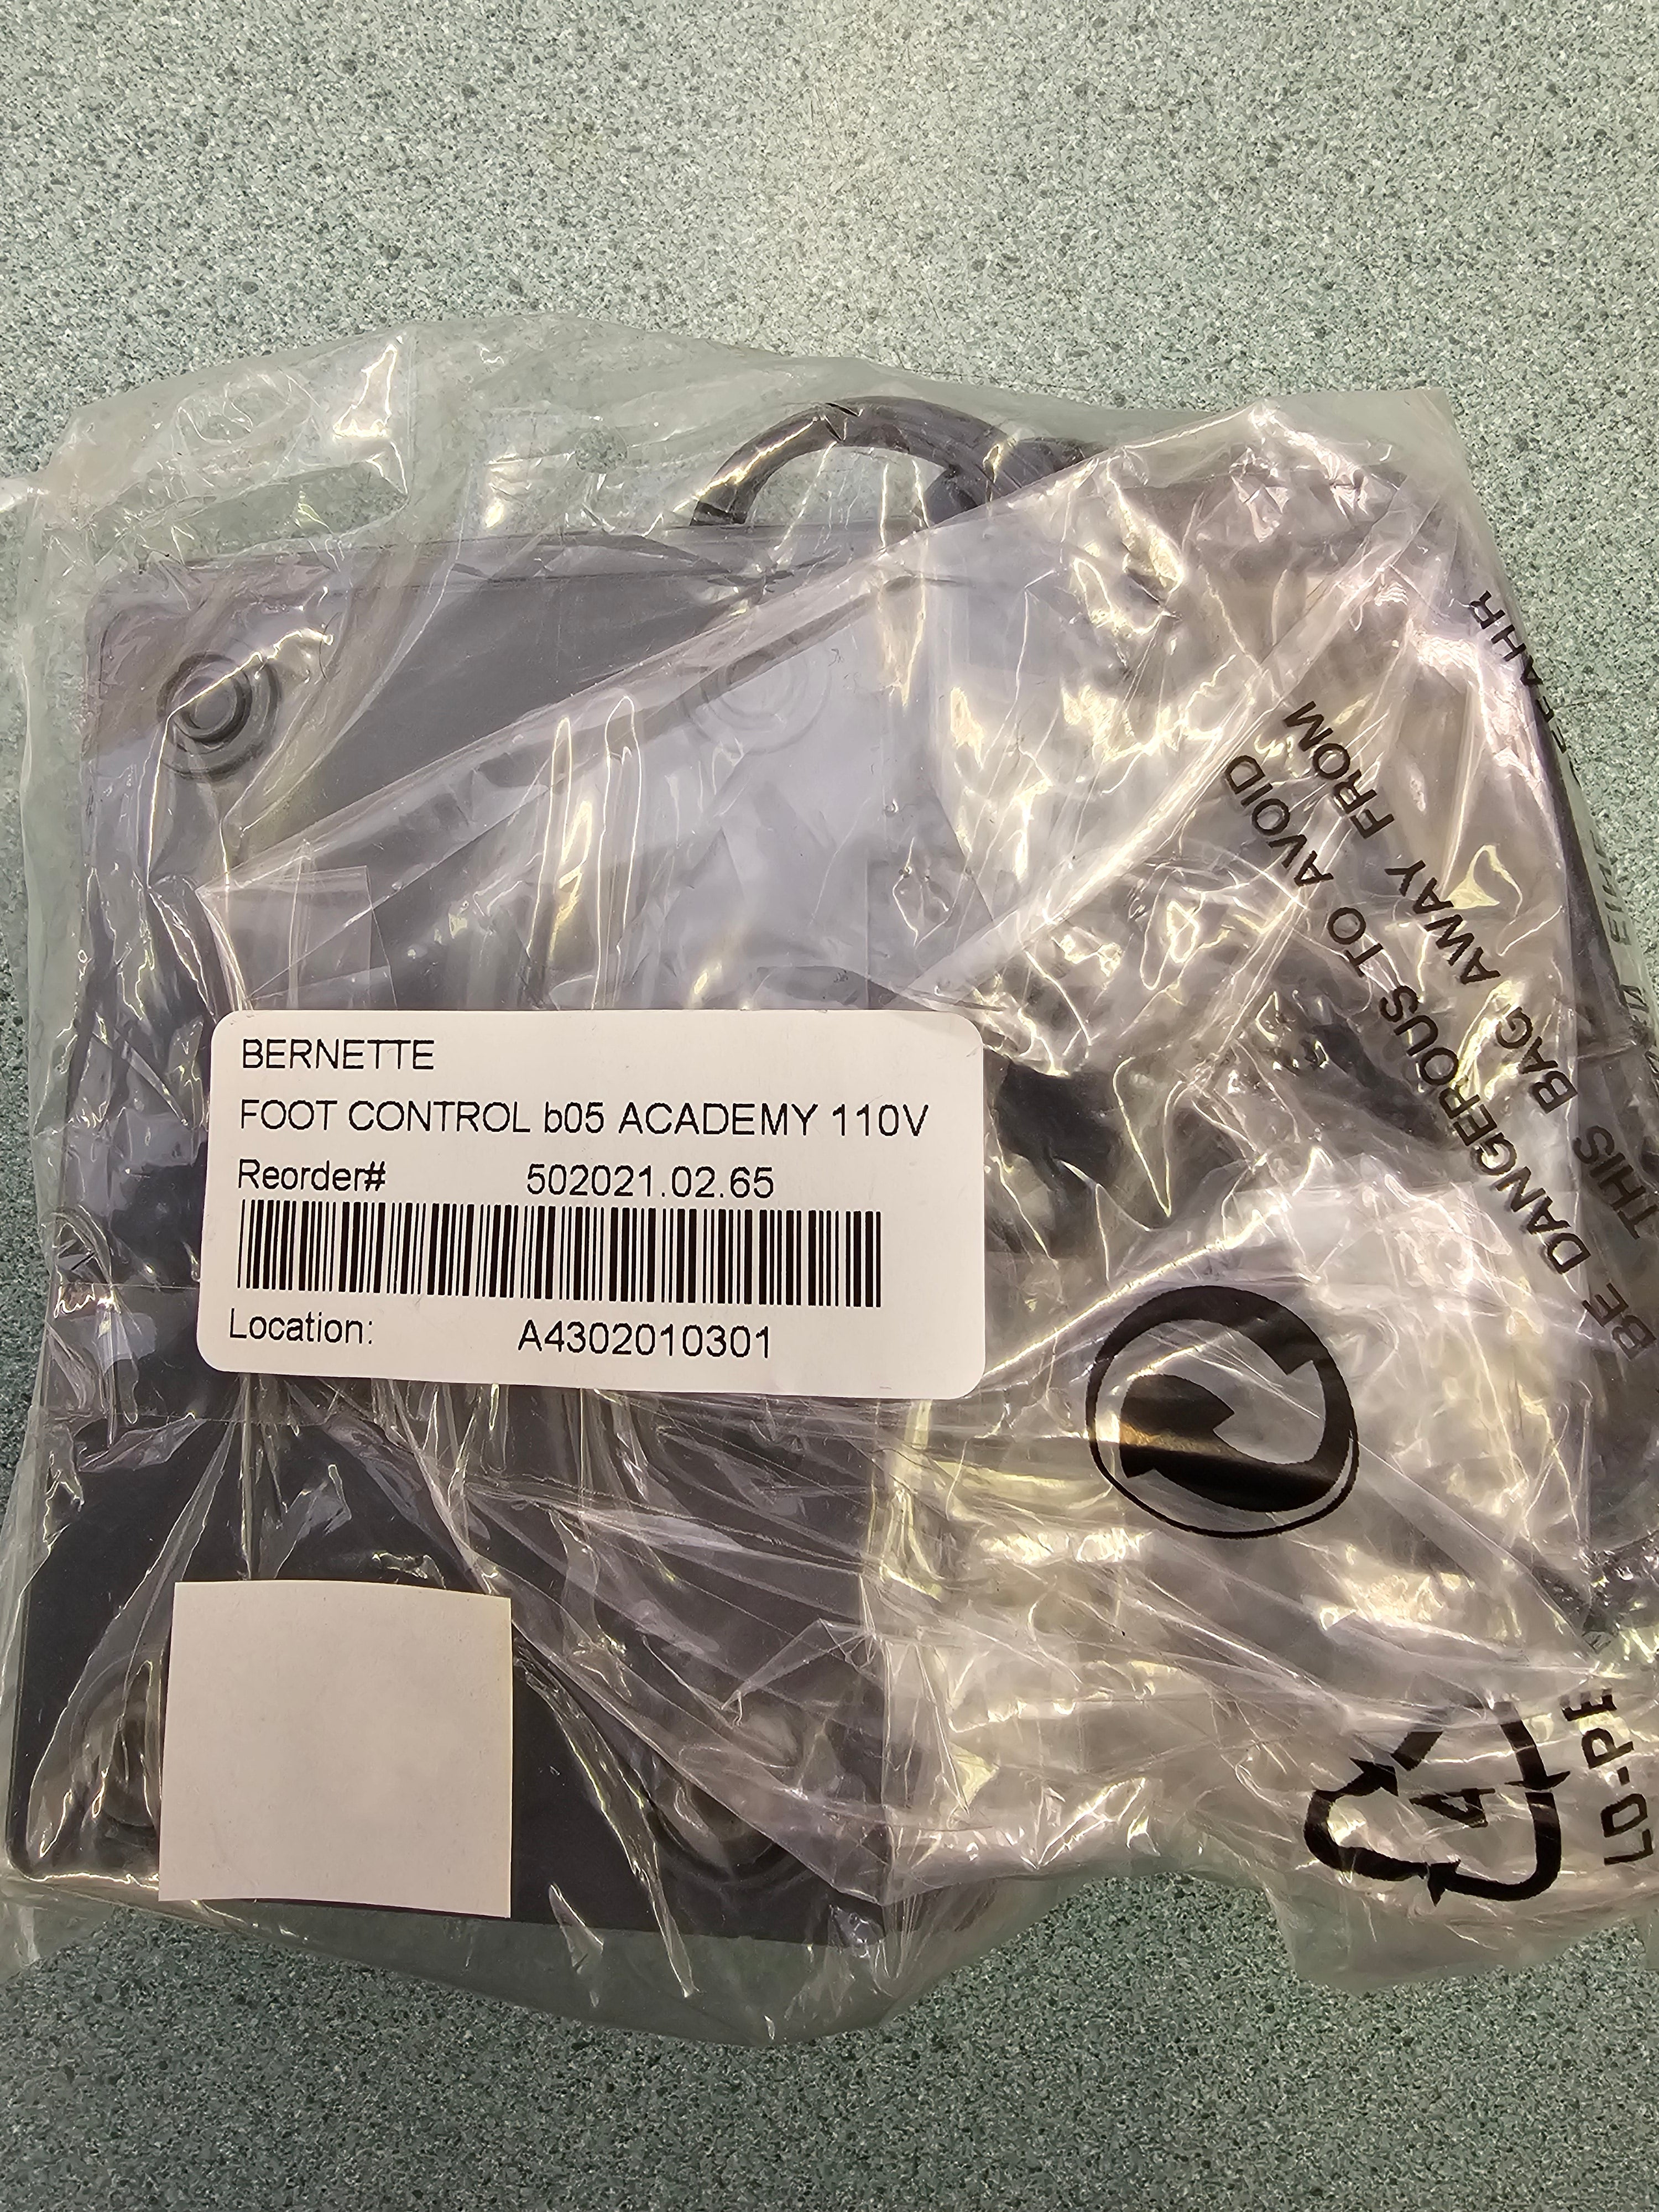 BERNETTE
FOOT CONTROL b05 ACADEMY 110V
Reorder# 502021.02.65
Location: A4302010301
BE DANGEROUS TO AVOID
THIS BAG AWAY FROM
4
LD-PE